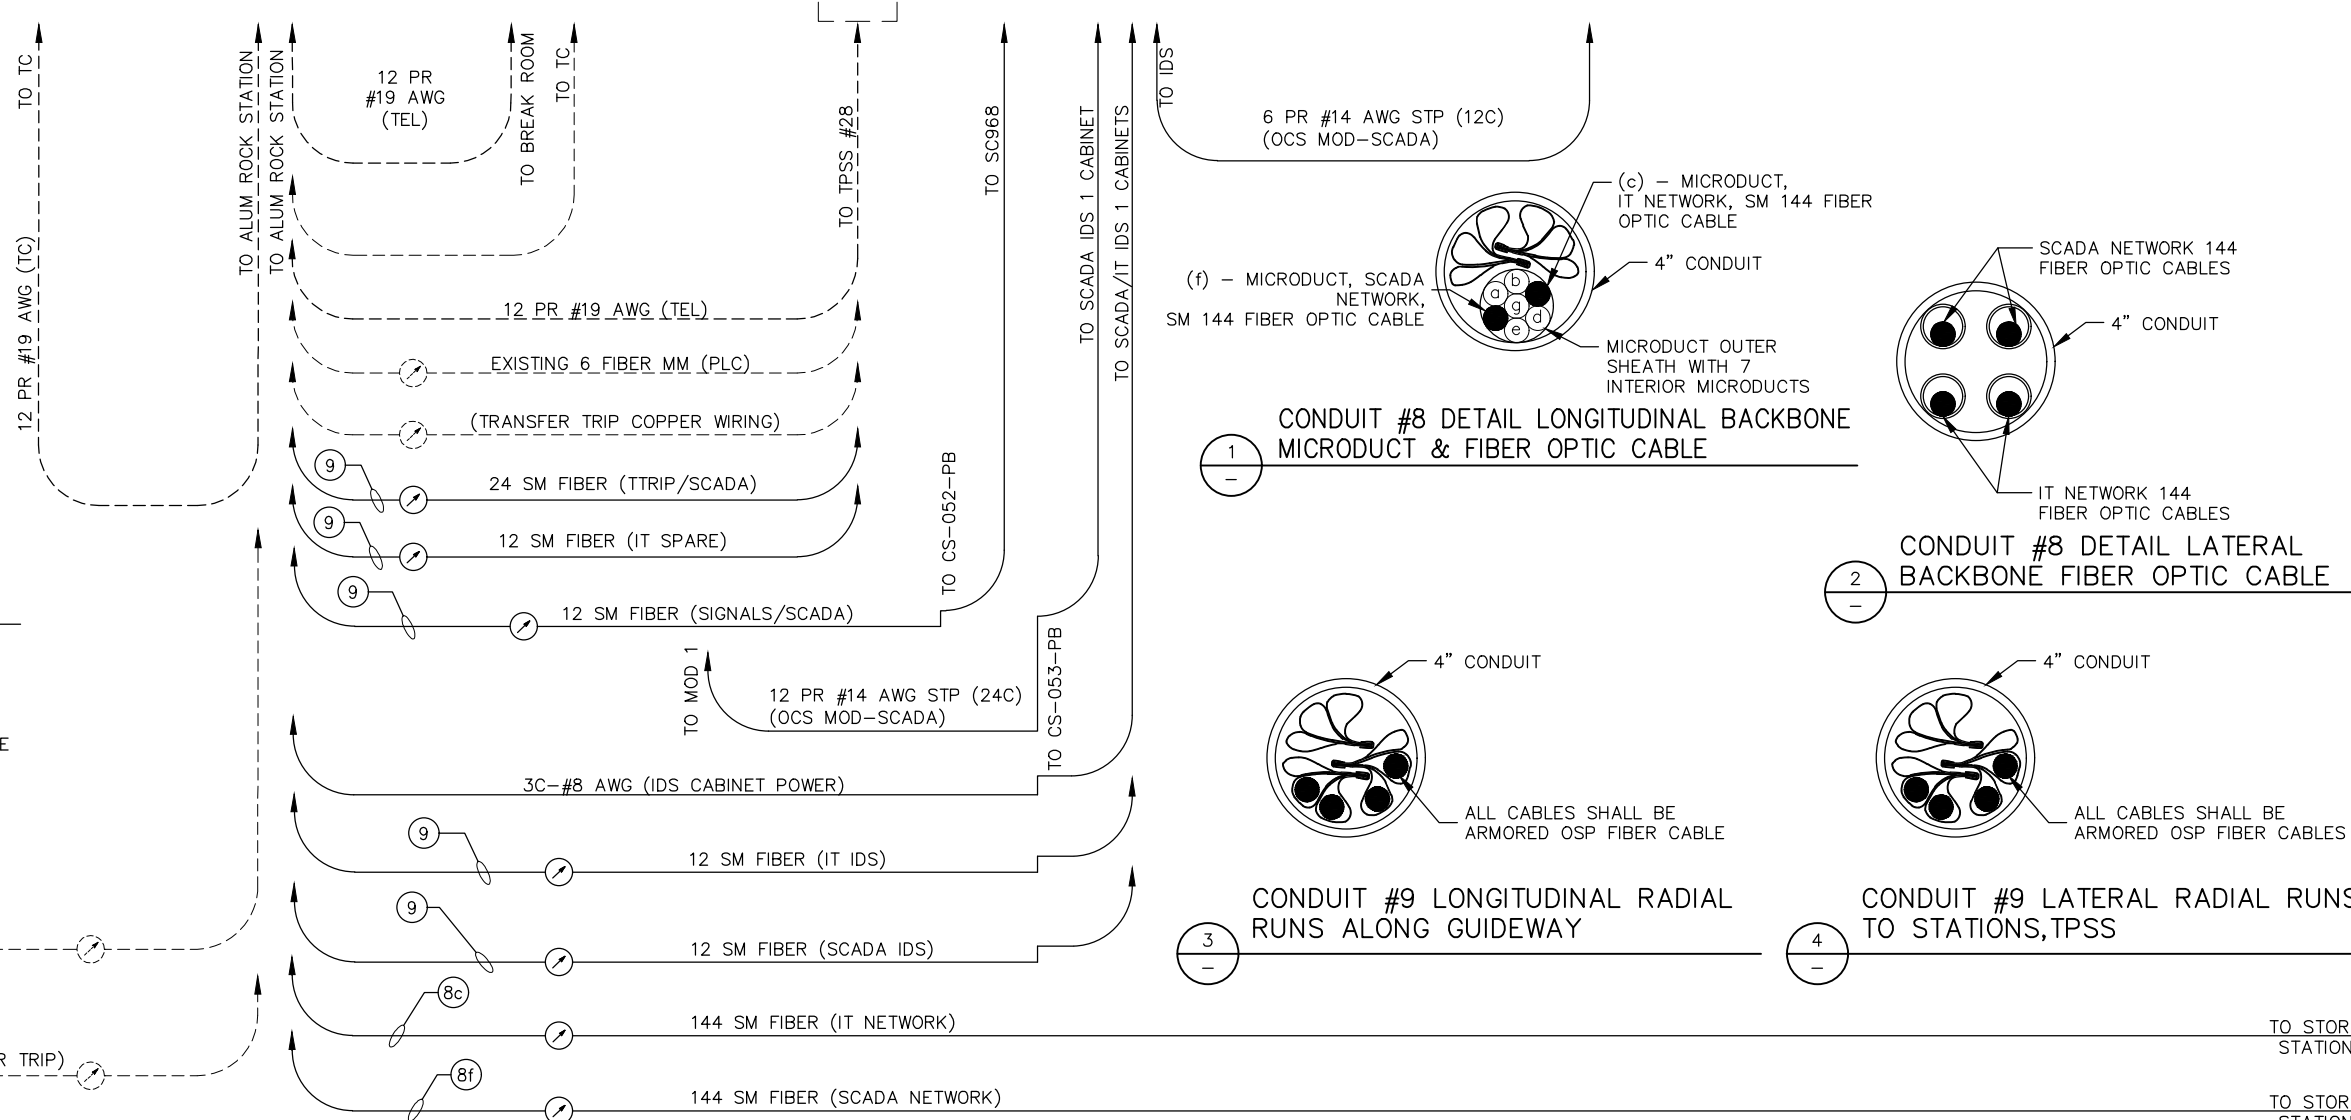 TO TC
12 PR #19 AWG (TC)
TO ALUM ROCK STATION
TO ALUM ROCK STATION
12 PR
#19 AWG
(TEL)
TO BREAK ROOM
TO TC
TO TPSS #28
12 PR #19 AWG (TEL)
EXISTING 6 FIBER MM (PLC)
(TRANSFER TRIP COPPER WIRING)
9
24 SM FIBER (TTRIP/SCADA)
9
12 SM FIBER (IT SPARE)
9
12 SM FIBER (SIGNALS/SCADA)
TO CS-052-PB
TO SC968
TO SCADA IDS 1 CABINET
TO SCADA/IT IDS 1 CABINETS
TO IDS
6 PR #14 AWG STP (12C)
(OCS MOD-SCADA)
TO MOD 1
12 PR #14 AWG STP (24C)
(OCS MOD-SCADA)
TO CS-053-PB
3C-#8 AWG (IDS CABINET POWER)
9
12 SM FIBER (IT IDS)
9
12 SM FIBER (SCADA IDS)
8c
144 SM FIBER (IT NETWORK)
TO STOR
STATION
8f
144 SM FIBER (SCADA NETWORK)
TO STOR
E
R TRIP)
(c) - MICRODUCT,
IT NETWORK, SM 144 FIBER
OPTIC CABLE
4" CONDUIT
(f) - MICRODUCT, SCADA
NETWORK,
SM 144 FIBER OPTIC CABLE
a
b
g
d
e
MICRODUCT OUTER
SHEATH WITH 7
INTERIOR MICRODUCTS
1
–
CONDUIT #8 DETAIL LONGITUDINAL BACKBONE
MICRODUCT & FIBER OPTIC CABLE
SCADA NETWORK 144
FIBER OPTIC CABLES
4" CONDUIT
IT NETWORK 144
FIBER OPTIC CABLES
2
–
CONDUIT #8 DETAIL LATERAL
BACKBONE FIBER OPTIC CABLE
4" CONDUIT
ALL CABLES SHALL BE
ARMORED OSP FIBER CABLE
3
–
CONDUIT #9 LONGITUDINAL RADIAL
RUNS ALONG GUIDEWAY
4" CONDUIT
ALL CABLES SHALL BE
ARMORED OSP FIBER CABLES
4
–
CONDUIT #9 LATERAL RADIAL RUNS
TO STATIONS,TPSS